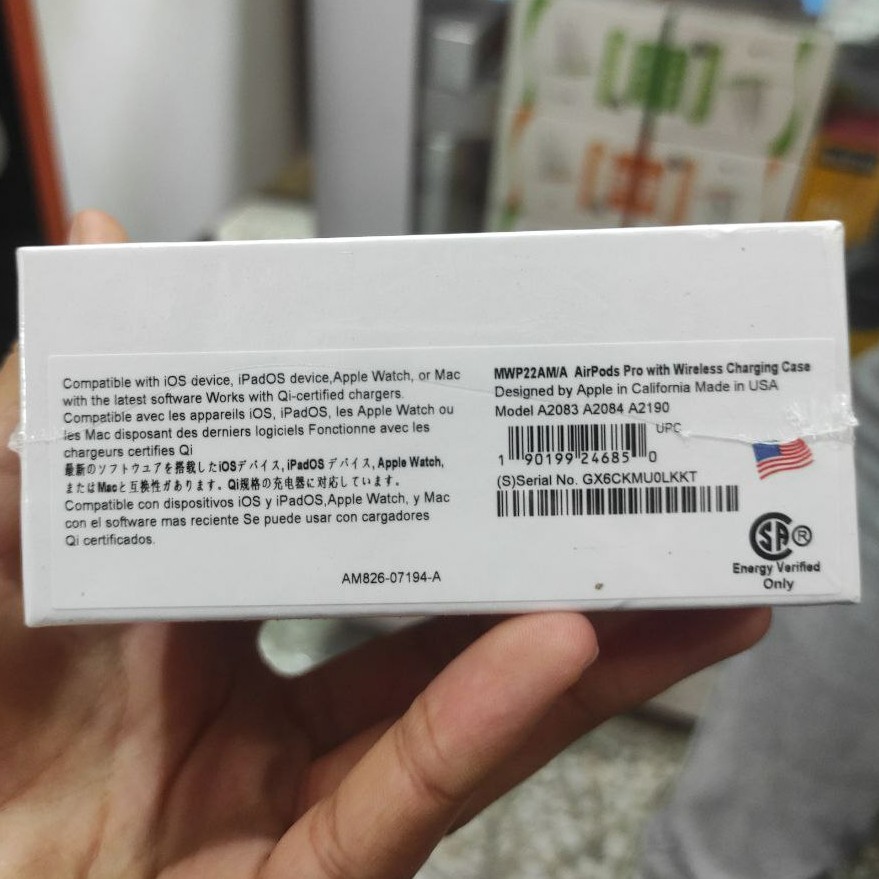 Compatible with iOS device, iPadOS device,Apple Watch, or Mac
with the latest software Works with Qi-certified chargers.
Compatible avec les appareils iOS, iPadOS, les Apple Watch ou
les Mac disposant des derniers logiciels Fonctionne avec les
chargeurs certifies Qi
最新のソフトウエアを搭載したiOSデバイス, iPadOS デバイス, Apple Watch,
またはMacと互換性があります。Qi規格の充電器に対応しています。
Compatible con dispositivos iOS y iPadOS,Apple Watch, y Mac
con el software mas reciente Se puede usar con cargadores
Qi certificados.
AM826-07194-A
MWP22AM/A AirPods Pro with Wireless Charging Case
Designed by Apple in California Made in USA
Model A2083 A2084 A2190
UPC
1 90199 24685 0
(S)Serial No. GX6CKMU0LKKT
SA®
Energy Verified
Only